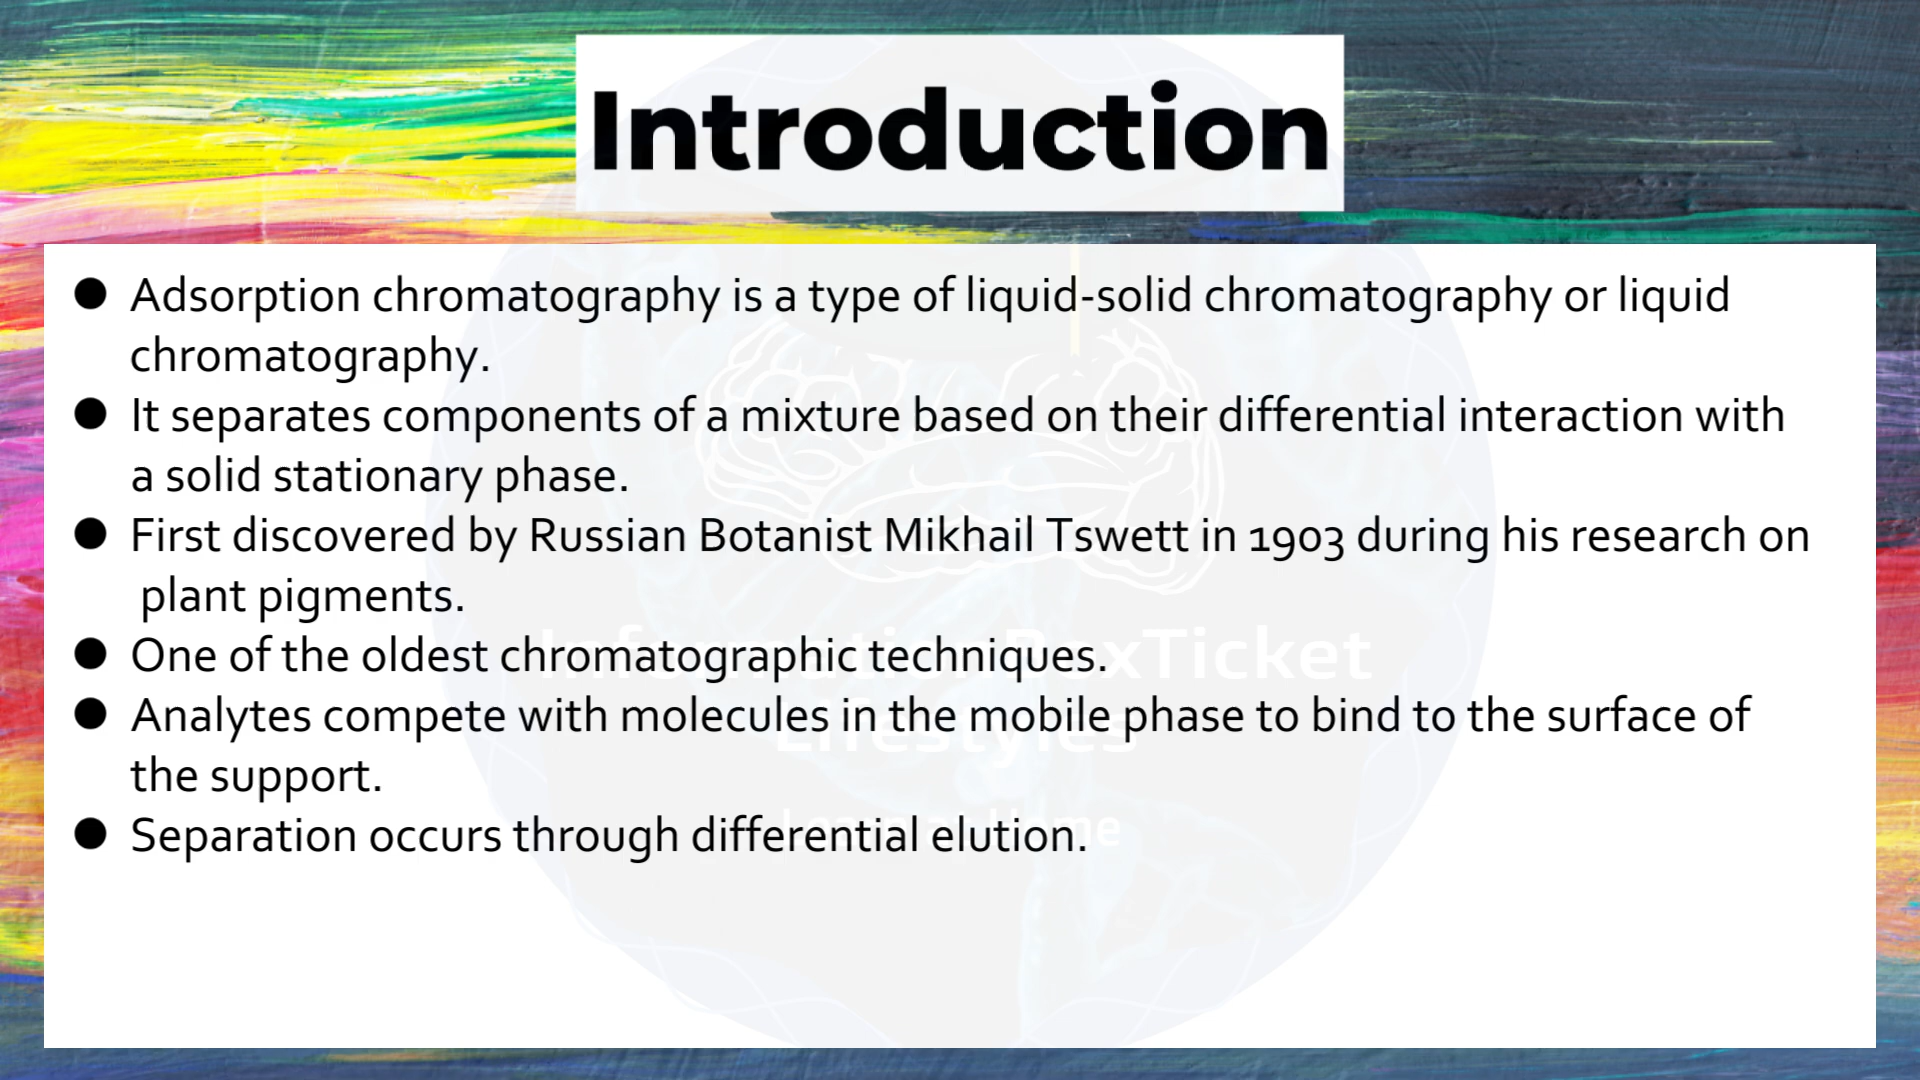 Introduction
● Adsorption chromatography is a type of liquid-solid chromatography or liquid
chromatography.
● It separates components of a mixture based on their differential interaction with
a solid stationary phase.
● First discovered by Russian Botanist Mikhail Tswett in 1903 during his research on
plant pigments.
● One of the oldest chromatographic techniques.
InformationBoxTicket
● Analytes compete with molecules in the mobile phase to bind to the surface of
Lifestyles
the support.
● Separation occurs through differential elution.